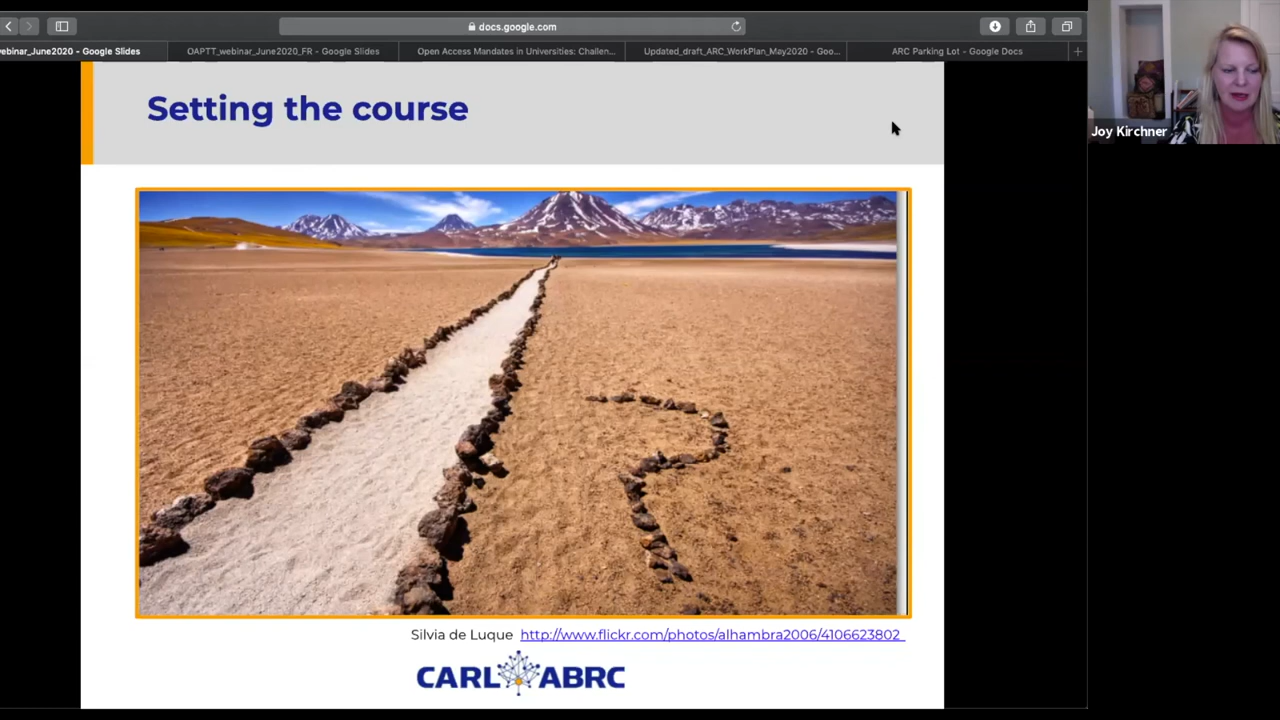 docs.google.com
ebinar_June2020 - Google Slides
OAPTT_webinar_June2020_FR - Google Slides
Open Access Mandates in Universities: Challen...
Updated_draft_ARC_WorkPlan_May2020 - Goo...
ARC Parking Lot - Google Docs
Joy Kirchner
Setting the course
Silvia de Luque http://www.flickr.com/photos/alhambra2006/4106623802
CARL ABRC